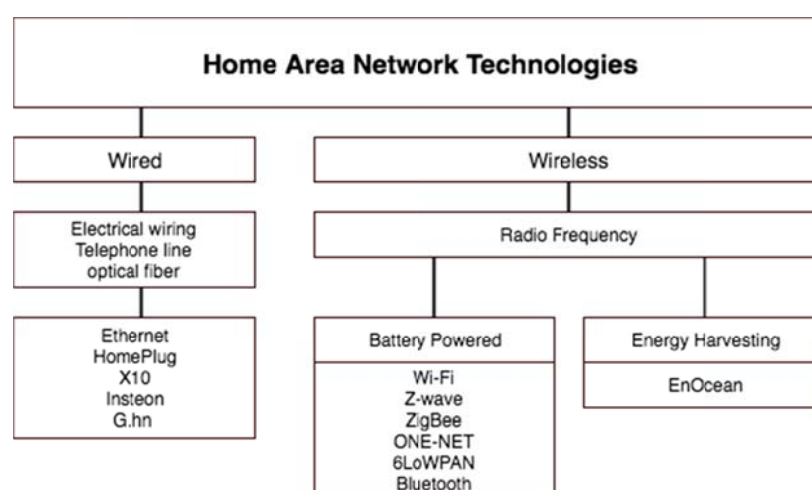 Home Area Network Technologies
Wired
Wireless
Electrical wiring
Telephone line
optical fiber
Radio Frequency
Ethernet
HomePlug
X10
Insteon
G.hn
Battery Powered
Wi-Fi
Z-wave
ZigBee
ONE-NET
6LoWPAN
Bluetooth
Energy Harvesting
EnOcean